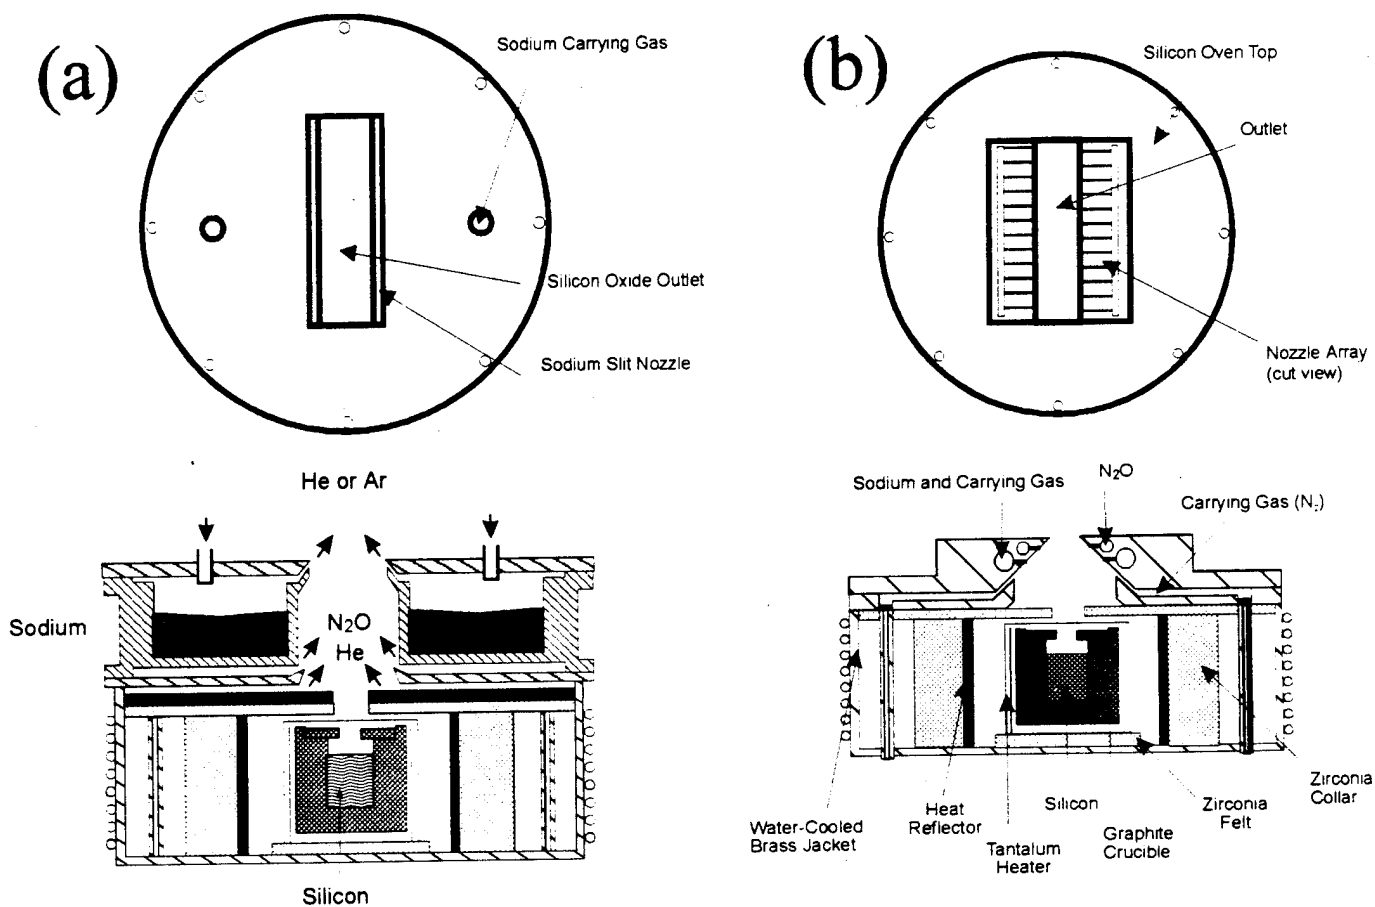 (a)
Sodium Carrying Gas
Silicon Oxide Outlet
Sodium Slit Nozzle
He or Ar
Sodium
N2O
He
Silicon
(b)
Silicon Oven Top
Outlet
Nozzle Array
(cut view)
Sodium and Carrying Gas
N2O
Carrying Gas (N2)
Water-Cooled
Brass Jacket
Heat
Reflector
Tantalum
Heater
Silicon
Graphite
Crucible
Zirconia
Felt
Zirconia
Collar